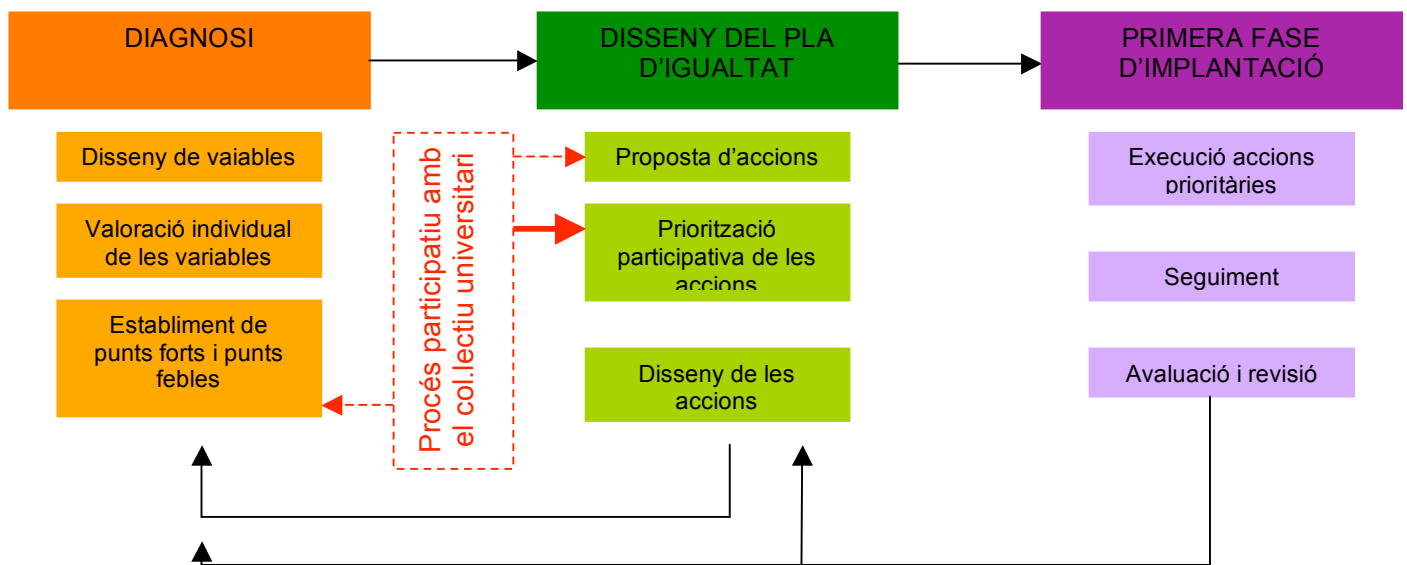 DIAGNOSI
DISSENY DEL PLA
D’IGUALTAT
PRIMERA FASE
D’IMPLANTACIÓ
Disseny de vaiables
Valoració individual
de les variables
Establiment de
punts forts i punts
febles
Procés participatiu amb
el col.lectiu universitari
Proposta d’accions
Priorització
participativa de les
accions
Disseny de les
accions
Execució accions
prioritàries
Seguiment
Avaluació i revisió